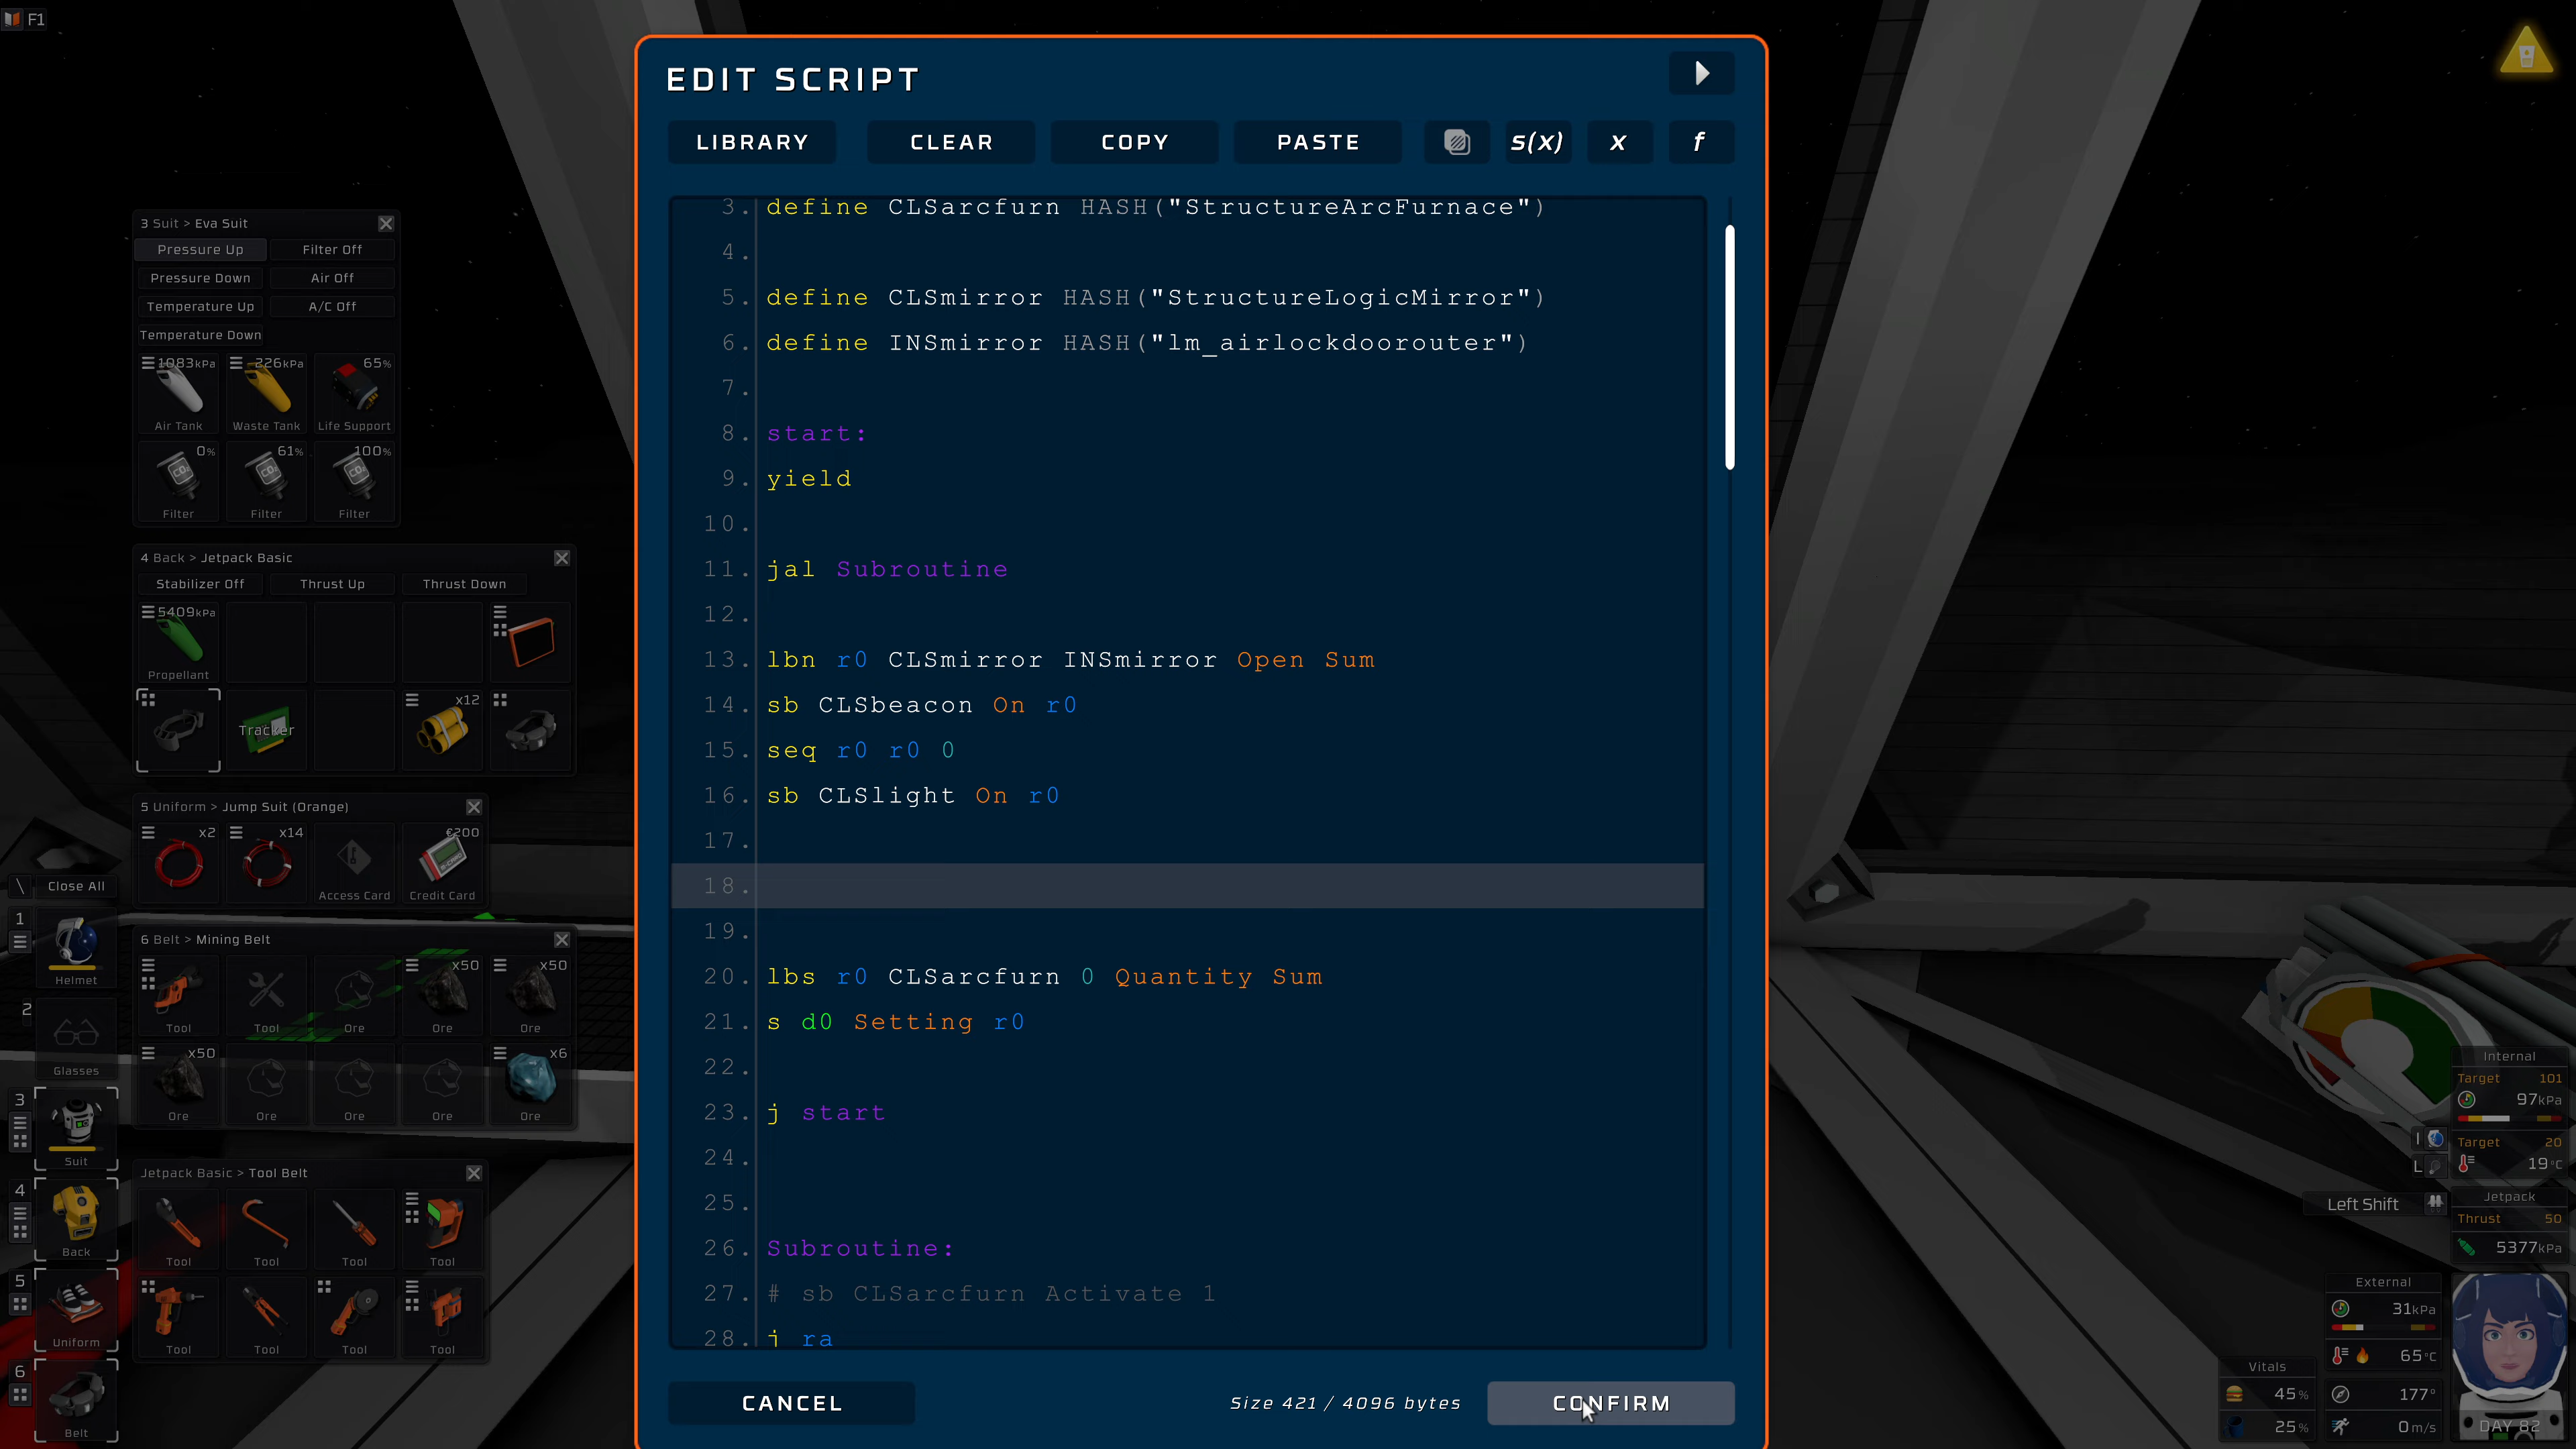 F1
EDIT SCRIPT
LIBRARY CLEAR COPY PASTE s(x) x f
3. define CLSarcfurn HASH("StructureArcFurnace")
4.
5. define CLSmirror HASH("StructureLogicMirror")
6. define INSmirror HASH("lm_airlockdoorouter")
7.
8. start:
9. yield
10.
11. jal Subroutine
12.
13. lbn r0 CLSmirror INSmirror Open Sum
14. sb CLSbeacon On r0
15. seq r0 r0 0
16. sb CLSlight On r0
17.
18.
19.
20. lbs r0 CLSarcfurn 0 Quantity Sum
21. s d0 Setting r0
22.
23. j start
24.
25.
26. Subroutine:
27. # sb CLSarcfurn Activate 1
28. j ra
CANCEL
Size 421 / 4096 bytes
CONFIRM
3 Suit > Eva Suit
Pressure Up Filter Off
Pressure Down Air Off
Temperature Up A/C Off
Temperature Down
1083kPa 226kPa 65%
Air Tank Waste Tank Life Support
0% 61% 100%
Filter Filter Filter
4 Back > Jetpack Basic
Stabilizer Off Thrust Up Thrust Down
5409kPa
Propellant
x12
Tracker
5 Uniform > Jump Suit (Orange)
x2 x14 €200
Access Card Credit Card
\ Close All
6 Belt > Mining Belt
x50 x50
Tool Tool Ore Ore Ore
x50 x6
Ore Ore Ore Ore Ore
Jetpack Basic > Tool Belt
Tool Tool Tool Tool
Tool Tool Tool Tool
1
Helmet
2
Glasses
3
Suit
4
Back
5
Uniform
6
Belt
Internal
Target 101
97kPa
Target 20
19°C
Left Shift
Jetpack
Thrust 50
5377kPa
External
31kPa
65°C
177°
0m/s
Vitals
45%
25%
DAY 82